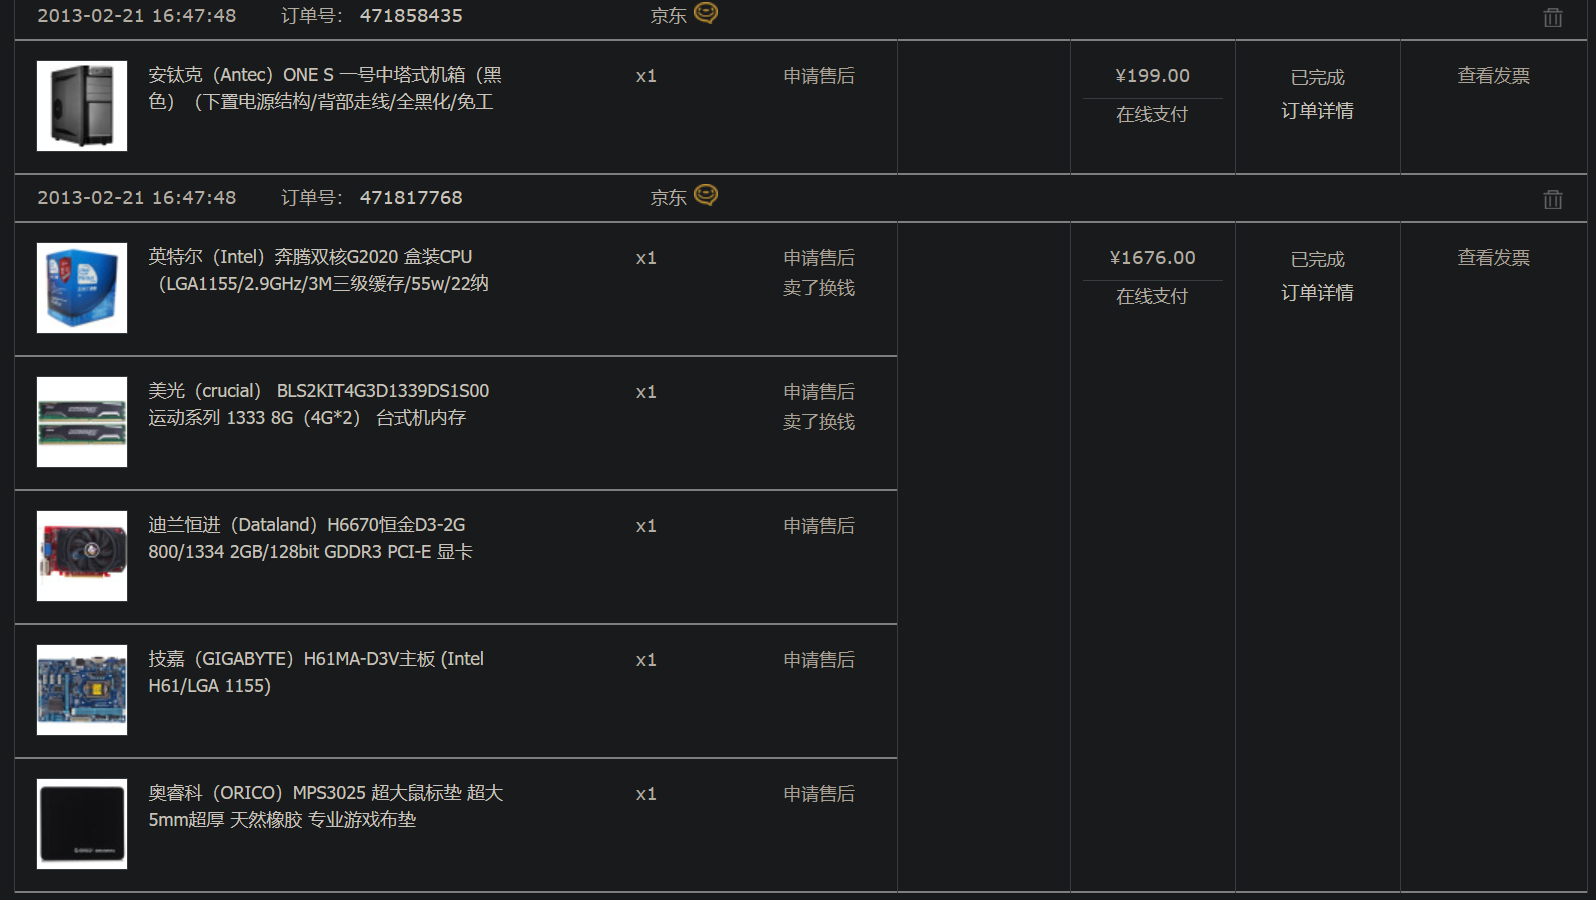 2013-02-21 16:47:48 订单号： 471858435 京东
安钛克（Antec）ONE S 一号中塔式机箱（黑 x1 申请售后 ¥199.00 已完成 查看发票
色）（下置电源结构/背部走线/全黑化/免工 在线支付 订单详情
2013-02-21 16:47:48 订单号： 471817768 京东
英特尔（Intel）奔腾双核G2020 盒装CPU x1 申请售后 ¥1676.00 已完成 查看发票
（LGA1155/2.9GHz/3M三级缓存/55w/22纳 卖了换钱 在线支付 订单详情
美光（crucial） BLS2KIT4G3D1339DS1S00 x1 申请售后
运动系列 1333 8G（4G*2） 台式机内存 卖了换钱
迪兰恒进（Dataland）H6670恒金D3-2G x1 申请售后
800/1334 2GB/128bit GDDR3 PCI-E 显卡
技嘉（GIGABYTE）H61MA-D3V主板 (Intel x1 申请售后
H61/LGA 1155)
奥睿科（ORICO）MPS3025 超大鼠标垫 超大 x1 申请售后
5mm超厚 天然橡胶 专业游戏布垫